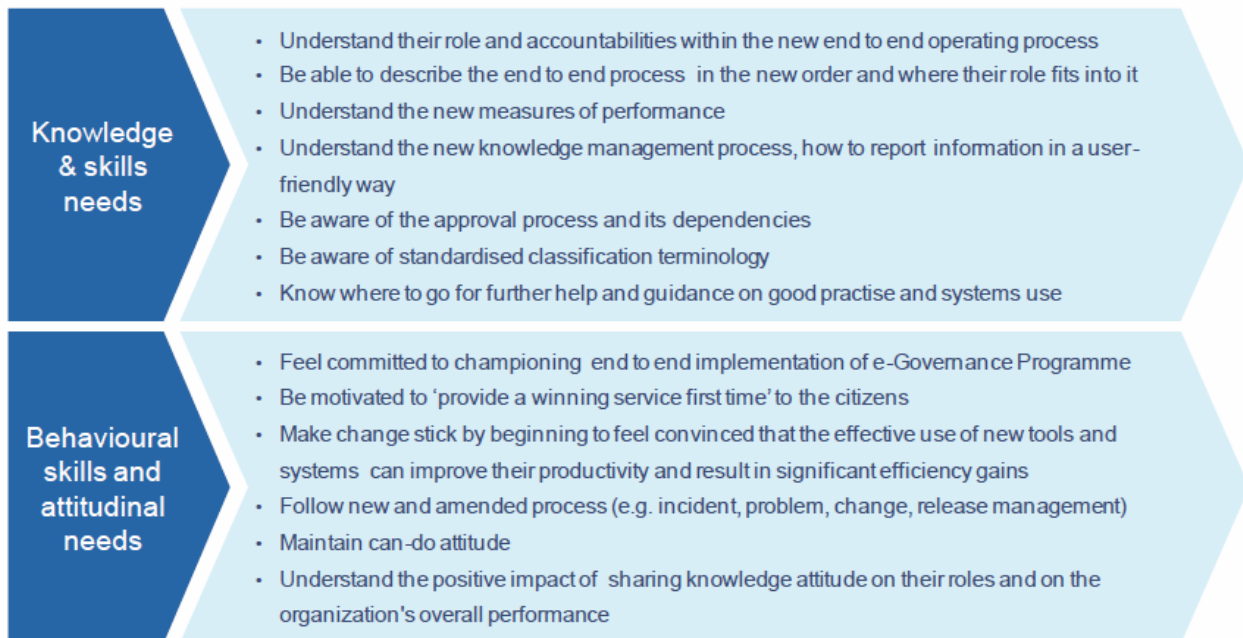 Knowledge
& skills
needs
• Understand their role and accountabilities within the new end to end operating process
• Be able to describe the end to end process in the new order and where their role fits into it
• Understand the new measures of performance
• Understand the new knowledge management process, how to report information in a user-
friendly way
• Be aware of the approval process and its dependencies
• Be aware of standardised classification terminology
• Know where to go for further help and guidance on good practise and systems use
Behavioural
skills and
attitudinal
needs
• Feel committed to championing end to end implementation of e-Governance Programme
• Be motivated to ‘provide a winning service first time’ to the citizens
• Make change stick by beginning to feel convinced that the effective use of new tools and
systems can improve their productivity and result in significant efficiency gains
• Follow new and amended process (e.g. incident, problem, change, release management)
• Maintain can-do attitude
• Understand the positive impact of sharing knowledge attitude on their roles and on the
organization's overall performance